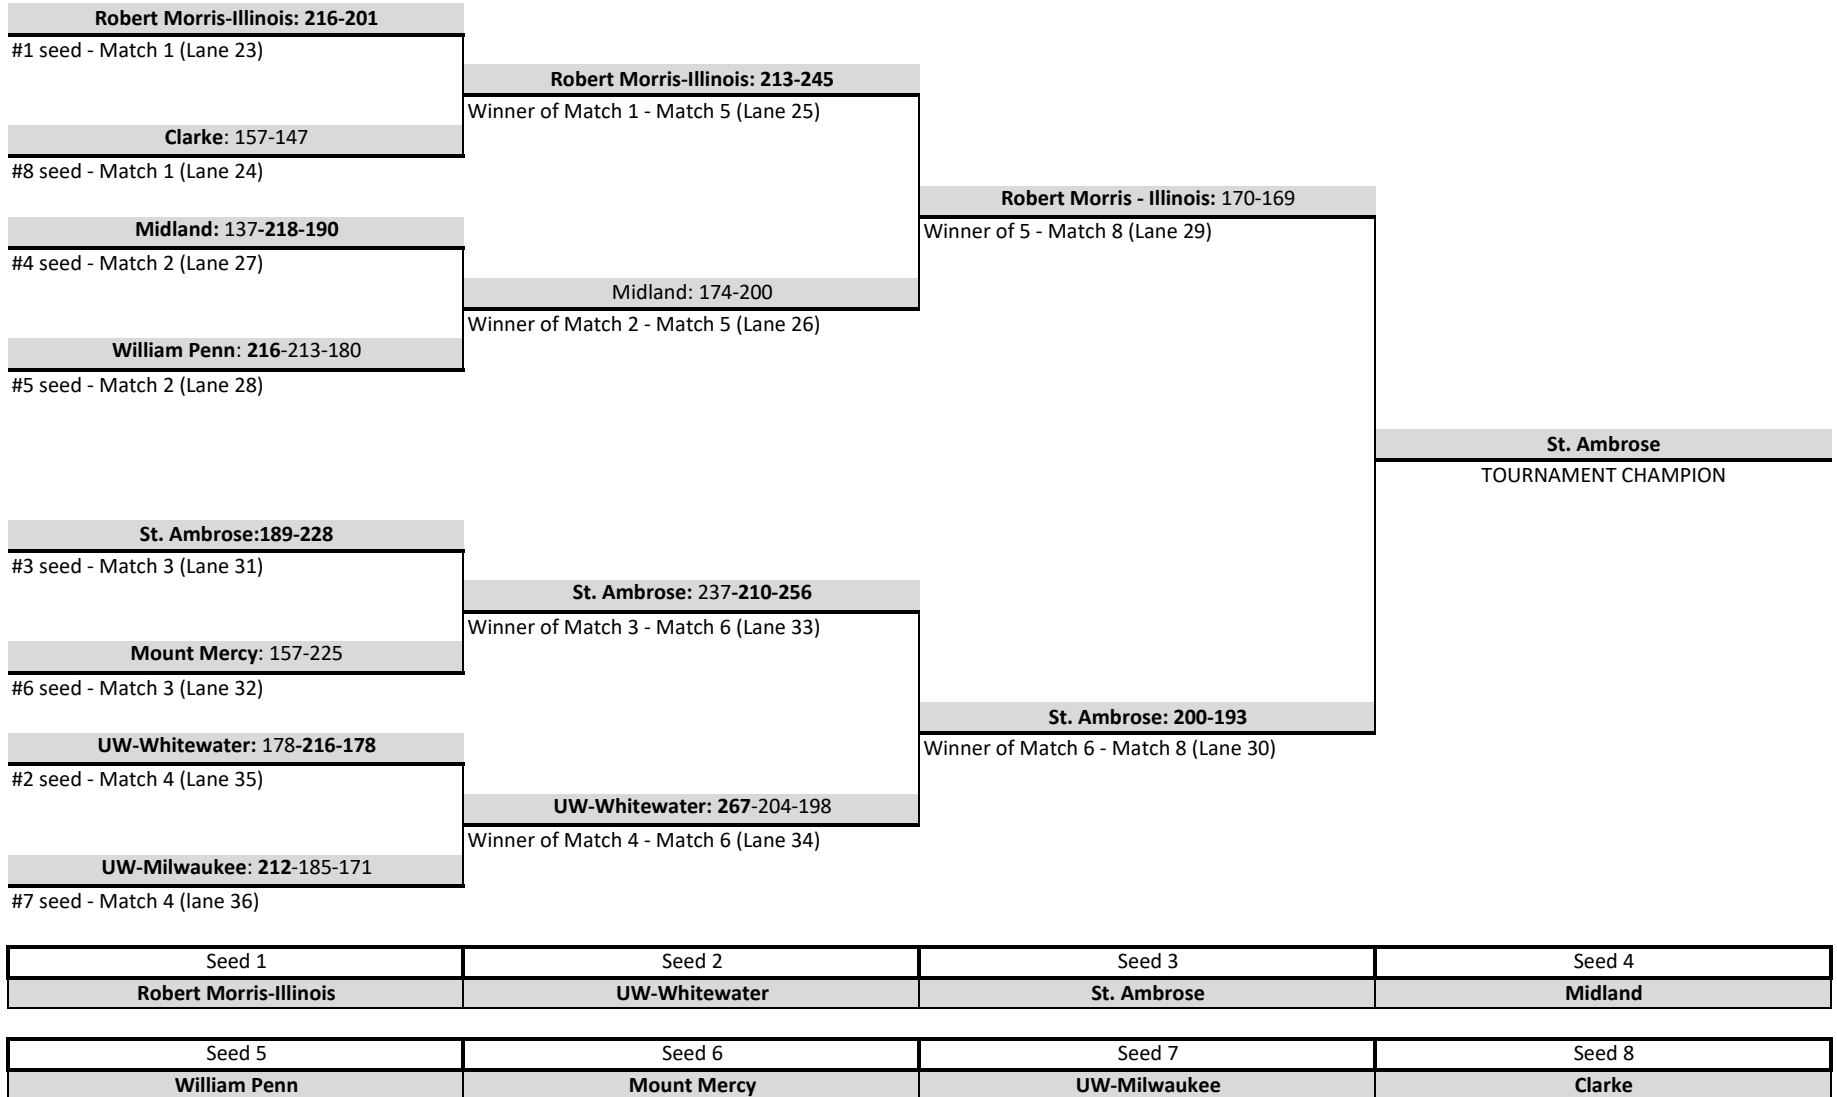 Robert Morris-Illinois: 216-201
#1 seed - Match 1 (Lane 23)
Robert Morris-Illinois: 213-245
Winner of Match 1 - Match 5 (Lane 25)
Clarke: 157-147
#8 seed - Match 1 (Lane 24)
Robert Morris - Illinois: 170-169
Winner of 5 - Match 8 (Lane 29)
Midland: 137-218-190
#4 seed - Match 2 (Lane 27)
Midland: 174-200
Winner of Match 2 - Match 5 (Lane 26)
William Penn: 216-213-180
#5 seed - Match 2 (Lane 28)
St. Ambrose
TOURNAMENT CHAMPION
St. Ambrose:189-228
#3 seed - Match 3 (Lane 31)
St. Ambrose: 237-210-256
Winner of Match 3 - Match 6 (Lane 33)
Mount Mercy: 157-225
#6 seed - Match 3 (Lane 32)
St. Ambrose: 200-193
Winner of Match 6 - Match 8 (Lane 30)
UW-Whitewater: 178-216-178
#2 seed - Match 4 (Lane 35)
UW-Whitewater: 267-204-198
Winner of Match 4 - Match 6 (Lane 34)
UW-Milwaukee: 212-185-171
#7 seed - Match 4 (lane 36)
Seed 1 Seed 2 Seed 3 Seed 4
Robert Morris-Illinois UW-Whitewater St. Ambrose Midland
Seed 5 Seed 6 Seed 7 Seed 8
William Penn Mount Mercy UW-Milwaukee Clarke